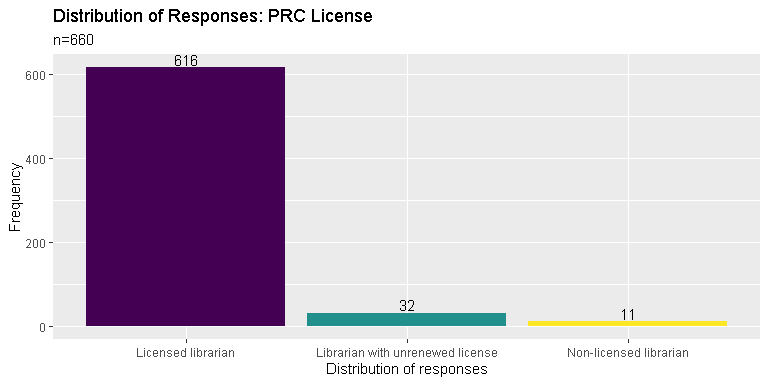 Distribution of Responses: PRC License
n=660
616
32
11
600
400
200
0
Frequency
Licensed librarian
Librarian with unrenewed license
Non-licensed librarian
Distribution of responses